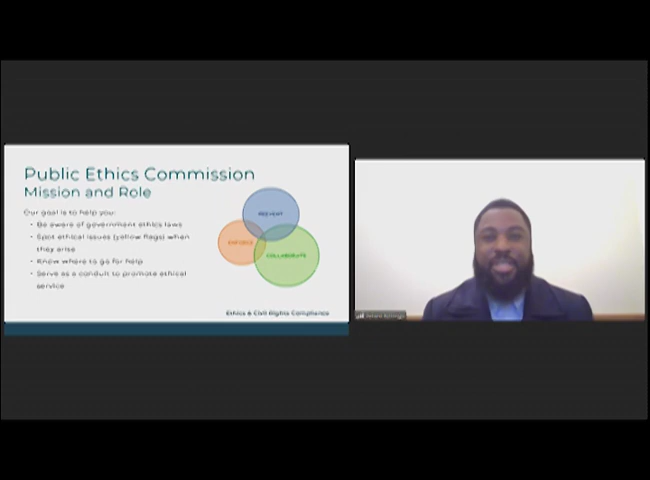 Public Ethics Commission
Mission and Role
Our goal is to help you:
• Be aware of government ethics laws
• Spot ethical issues (yellow flags) when
they arise
• Know where to go for help
• Serve as a conduit to promote ethical
service
PREVENT
ENFORCE
COLLABORATE
Ethics & Civil Rights Compliance